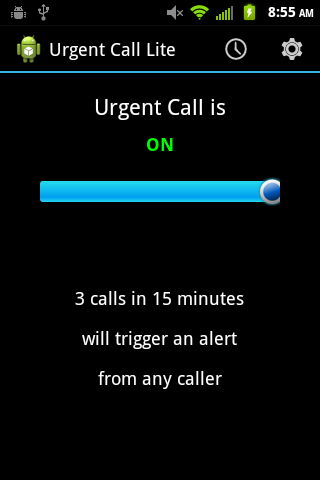 8:55 AM
Urgent Call Lite
Urgent Call is
ON
3 calls in 15 minutes
will trigger an alert
from any caller